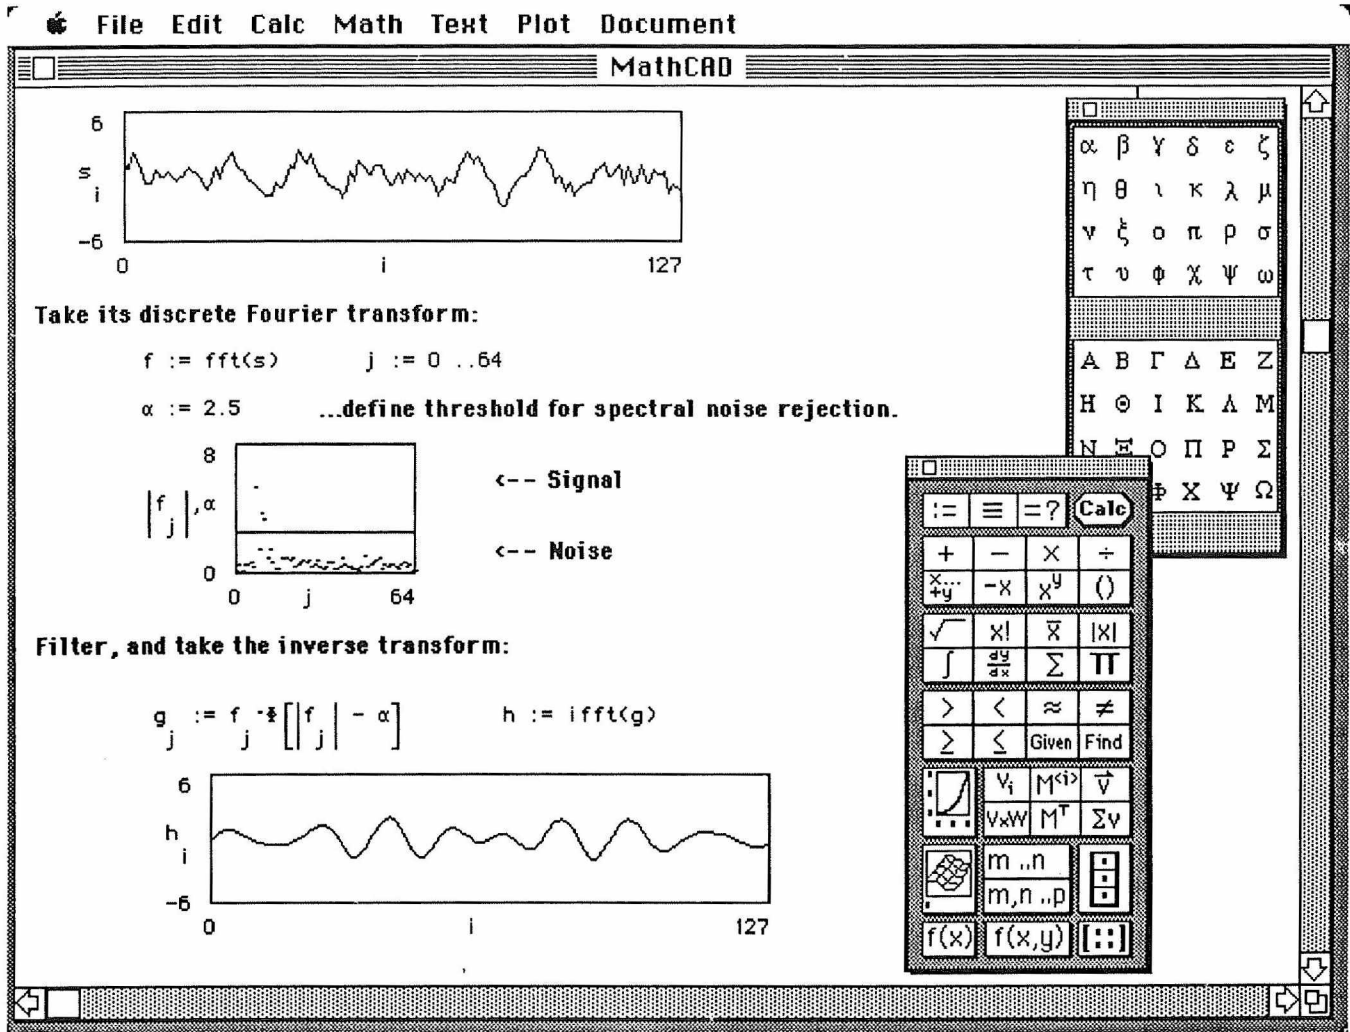 File Edit Calc Math Text Plot Document
MathCAD
6
s
i
-6
0 i 127
Take its discrete Fourier transform:
f := fft(s) j := 0 ..64
α := 2.5 ...define threshold for spectral noise rejection.
8
|f j|,α
<-- Signal
<-- Noise
0
0 j 64
Filter, and take the inverse transform:
g j := f j ·Φ[|f j| - α] h := ifft(g)
6
h
i
-6
0 i 127
α β γ δ ε ζ
η θ ι κ λ μ
ν ξ ο π ρ σ
τ υ φ χ ψ ω
Α Β Γ Δ Ε Ζ
Η Θ Ι Κ Λ Μ
Ν Ξ Ο Π Ρ Σ
Φ Χ Ψ Ω
:= ≡ =? Calc
+ − × ÷
x... +y -x x^y ()
√ x! x̄ |x|
∫ dy/dx Σ Π
> < ≈ ≠
≥ ≤ Given Find
Vi M<i> V⃗
V×W M^T Σv
m ..n
m,n ..p
f(x) f(x,y) [::]